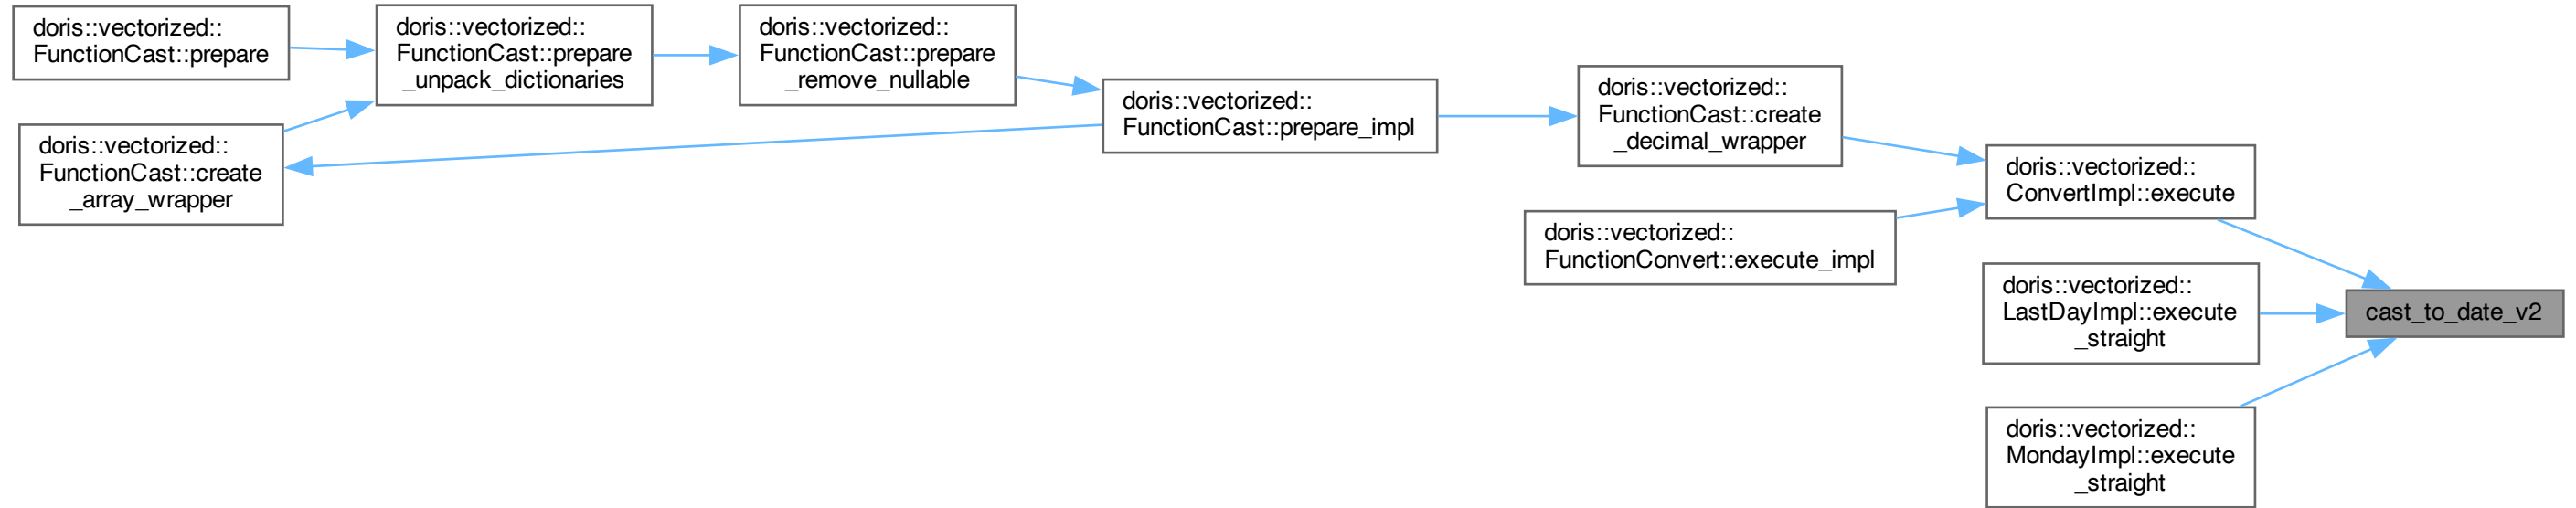 doris::vectorized::
FunctionCast::prepare
doris::vectorized::
FunctionCast::create
_array_wrapper
doris::vectorized::
FunctionCast::prepare
_unpack_dictionaries
doris::vectorized::
FunctionCast::prepare
_remove_nullable
doris::vectorized::
FunctionCast::prepare_impl
doris::vectorized::
FunctionCast::create
_decimal_wrapper
doris::vectorized::
FunctionConvert::execute_impl
doris::vectorized::
ConvertImpl::execute
doris::vectorized::
LastDayImpl::execute
_straight
doris::vectorized::
MondayImpl::execute
_straight
cast_to_date_v2